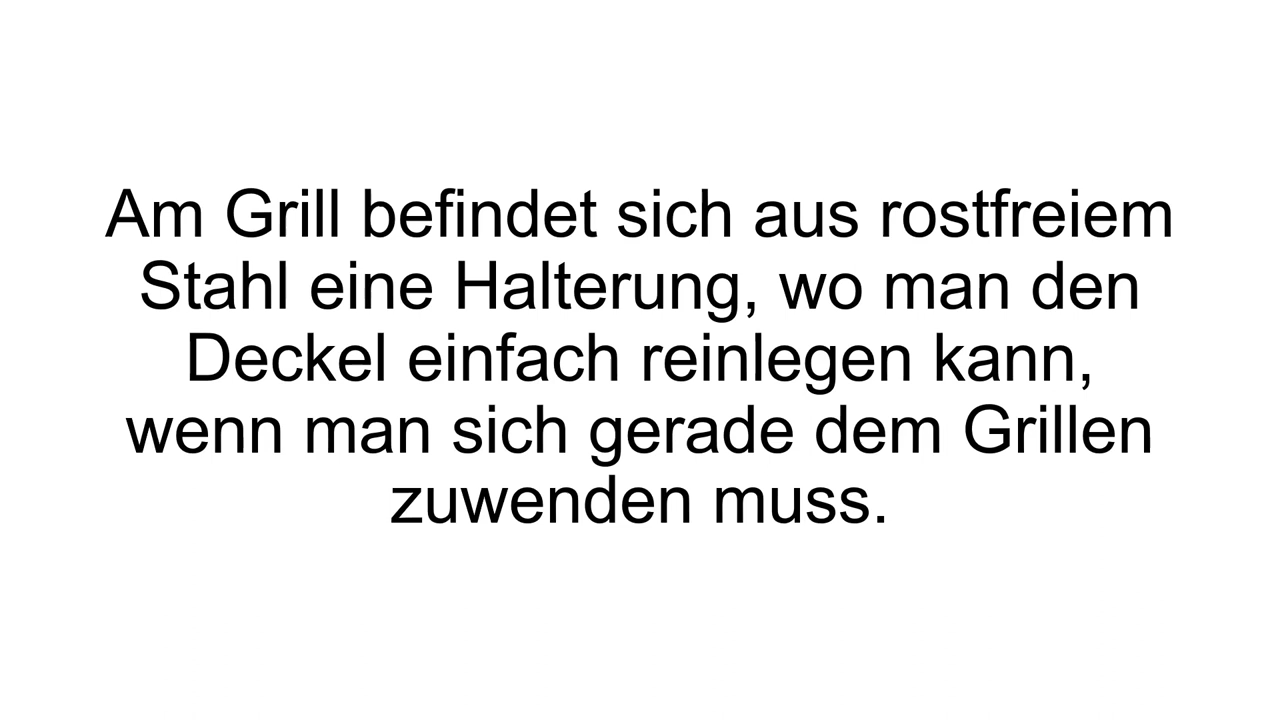 Am Grill befindet sich aus rostfreiem
Stahl eine Halterung, wo man den
Deckel einfach reinlegen kann,
wenn man sich gerade dem Grillen
zuwenden muss.